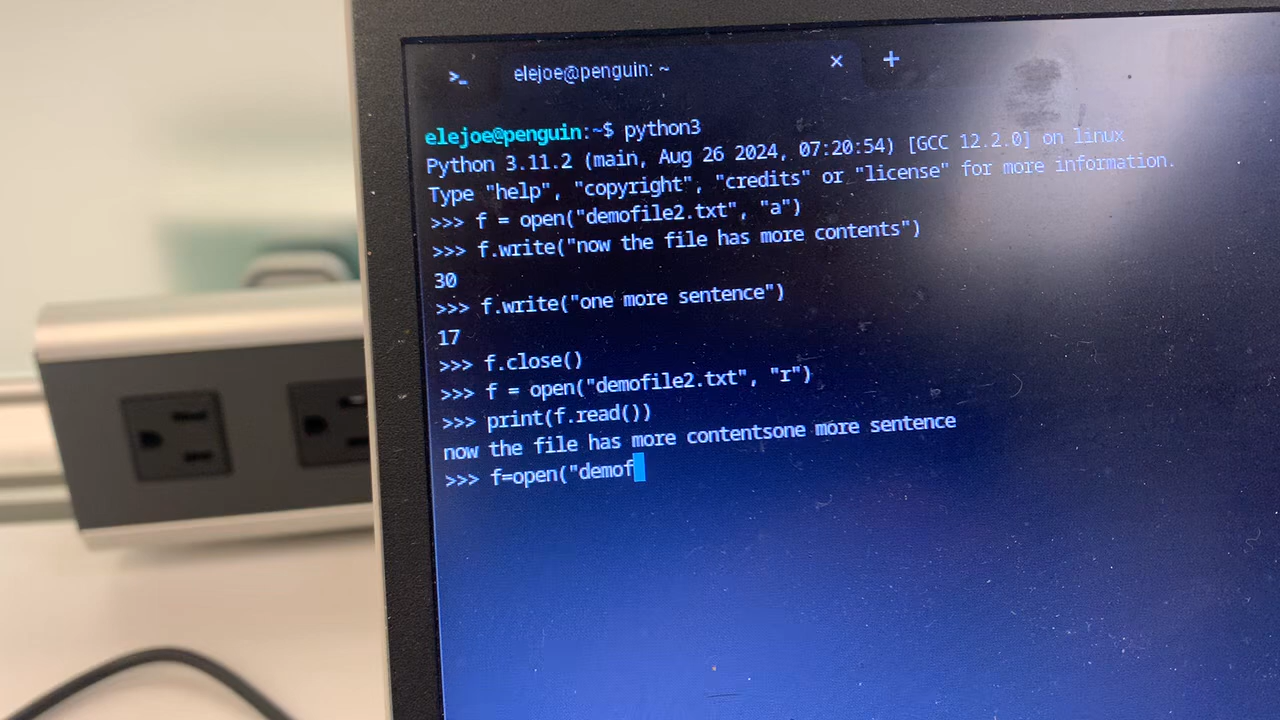 >_ elejoe@penguin: ~ × +
elejoe@penguin:~$ python3
Python 3.11.2 (main, Aug 26 2024, 07:20:54) [GCC 12.2.0] on linux
Type "help", "copyright", "credits" or "license" for more information.
>>> f = open("demofile2.txt", "a")
>>> f.write("now the file has more contents")
30
>>> f.write("one more sentence")
17
>>> f.close()
>>> f = open("demofile2.txt", "r")
>>> print(f.read())
now the file has more contentsone more sentence
>>> f=open("demof